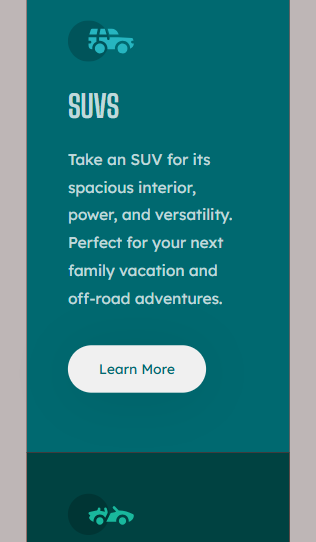 SUVS
Take an SUV for its
spacious interior,
power, and versatility.
Perfect for your next
family vacation and
off-road adventures.
Learn More